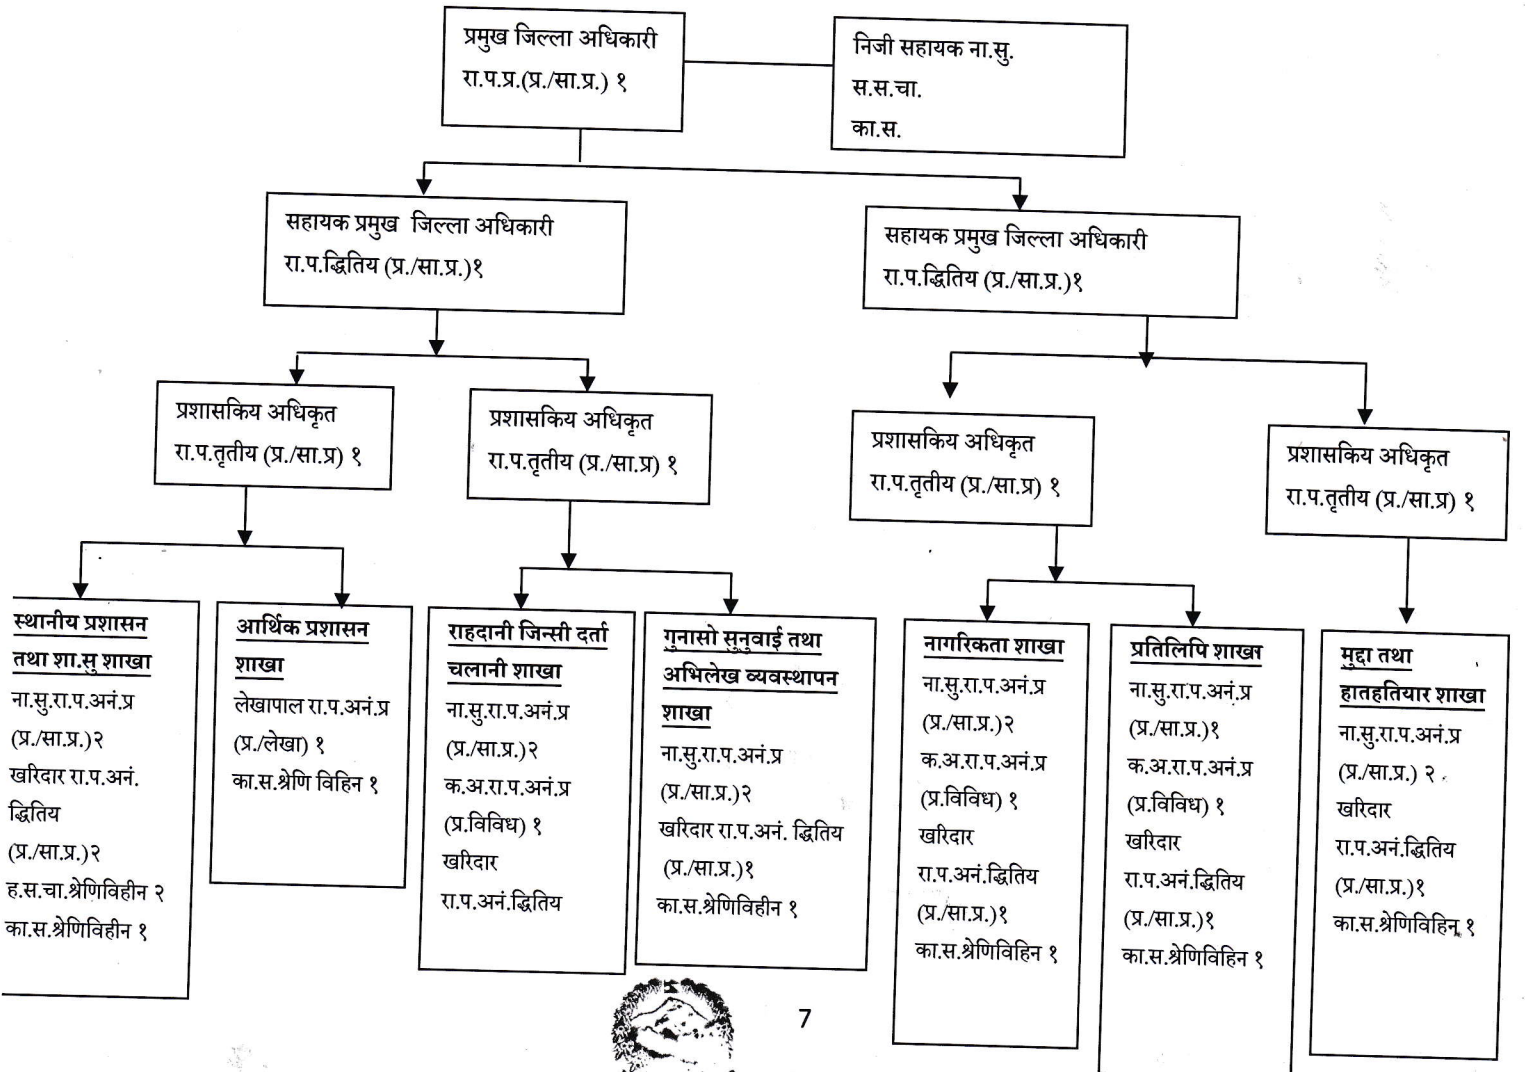 प्रमुख जिल्ला अधिकारी
रा.प.प्र.(प्र./सा.प्र.) १
निजी सहायक ना.सु.
स.स.चा.
का.स.
सहायक प्रमुख जिल्ला अधिकारी
रा.प.द्धितिय (प्र./सा.प्र.)१
सहायक प्रमुख जिल्ला अधिकारी
रा.प.द्धितिय (प्र./सा.प्र.)१
प्रशासकिय अधिकृत
रा.प.तृतीय (प्र./सा.प्र) १
प्रशासकिय अधिकृत
रा.प.तृतीय (प्र./सा.प्र) १
प्रशासकिय अधिकृत
रा.प.तृतीय (प्र./सा.प्र) १
प्रशासकिय अधिकृत
रा.प.तृतीय (प्र./सा.प्र) १
स्थानीय प्रशासन
तथा शा.सु शाखा
ना.सु.रा.प.अनं.प्र
(प्र./सा.प्र.)२
खरिदार रा.प.अनं.
द्धितिय
(प्र./सा.प्र.)२
ह.स.चा.श्रेणिविहीन २
का.स.श्रेणिविहीन १
आर्थिक प्रशासन
शाखा
लेखापाल रा.प.अनं.प्र
(प्र./लेखा) १
का.स.श्रेणि विहिन १
राहदानी जिन्सी दर्ता
चलानी शाखा
ना.सु.रा.प.अनं.प्र
(प्र./सा.प्र.)२
क.अ.रा.प.अनं.प्र
(प्र.विविध) १
खरिदार
रा.प.अनं.द्धितिय
गुनासो सुनुवाई तथा
अभिलेख व्यवस्थापन
शाखा
ना.सु.रा.प.अनं.प्र
(प्र./सा.प्र.)२
खरिदार रा.प.अनं. द्धितिय
(प्र./सा.प्र.)१
का.स.श्रेणिविहीन १
नागरिकता शाखा
ना.सु.रा.प.अनं.प्र
(प्र./सा.प्र.)२
क.अ.रा.प.अनं.प्र
(प्र.विविध) १
खरिदार
रा.प.अनं.द्धितिय
(प्र./सा.प्र.)१
का.स.श्रेणिविहिन १
प्रतिलिपि शाखा
ना.सु.रा.प.अनं.प्र
(प्र./सा.प्र.)१
क.अ.रा.प.अनं.प्र
(प्र.विविध) १
खरिदार
रा.प.अनं.द्धितिय
(प्र./सा.प्र.)१
का.स.श्रेणिविहिन १
मुद्दा तथा
हातहतियार शाखा
ना.सु.रा.प.अनं.प्र
(प्र./सा.प्र.) २
खरिदार
रा.प.अनं.द्धितिय
(प्र./सा.प्र.)१
का.स.श्रेणिविहिन १
7